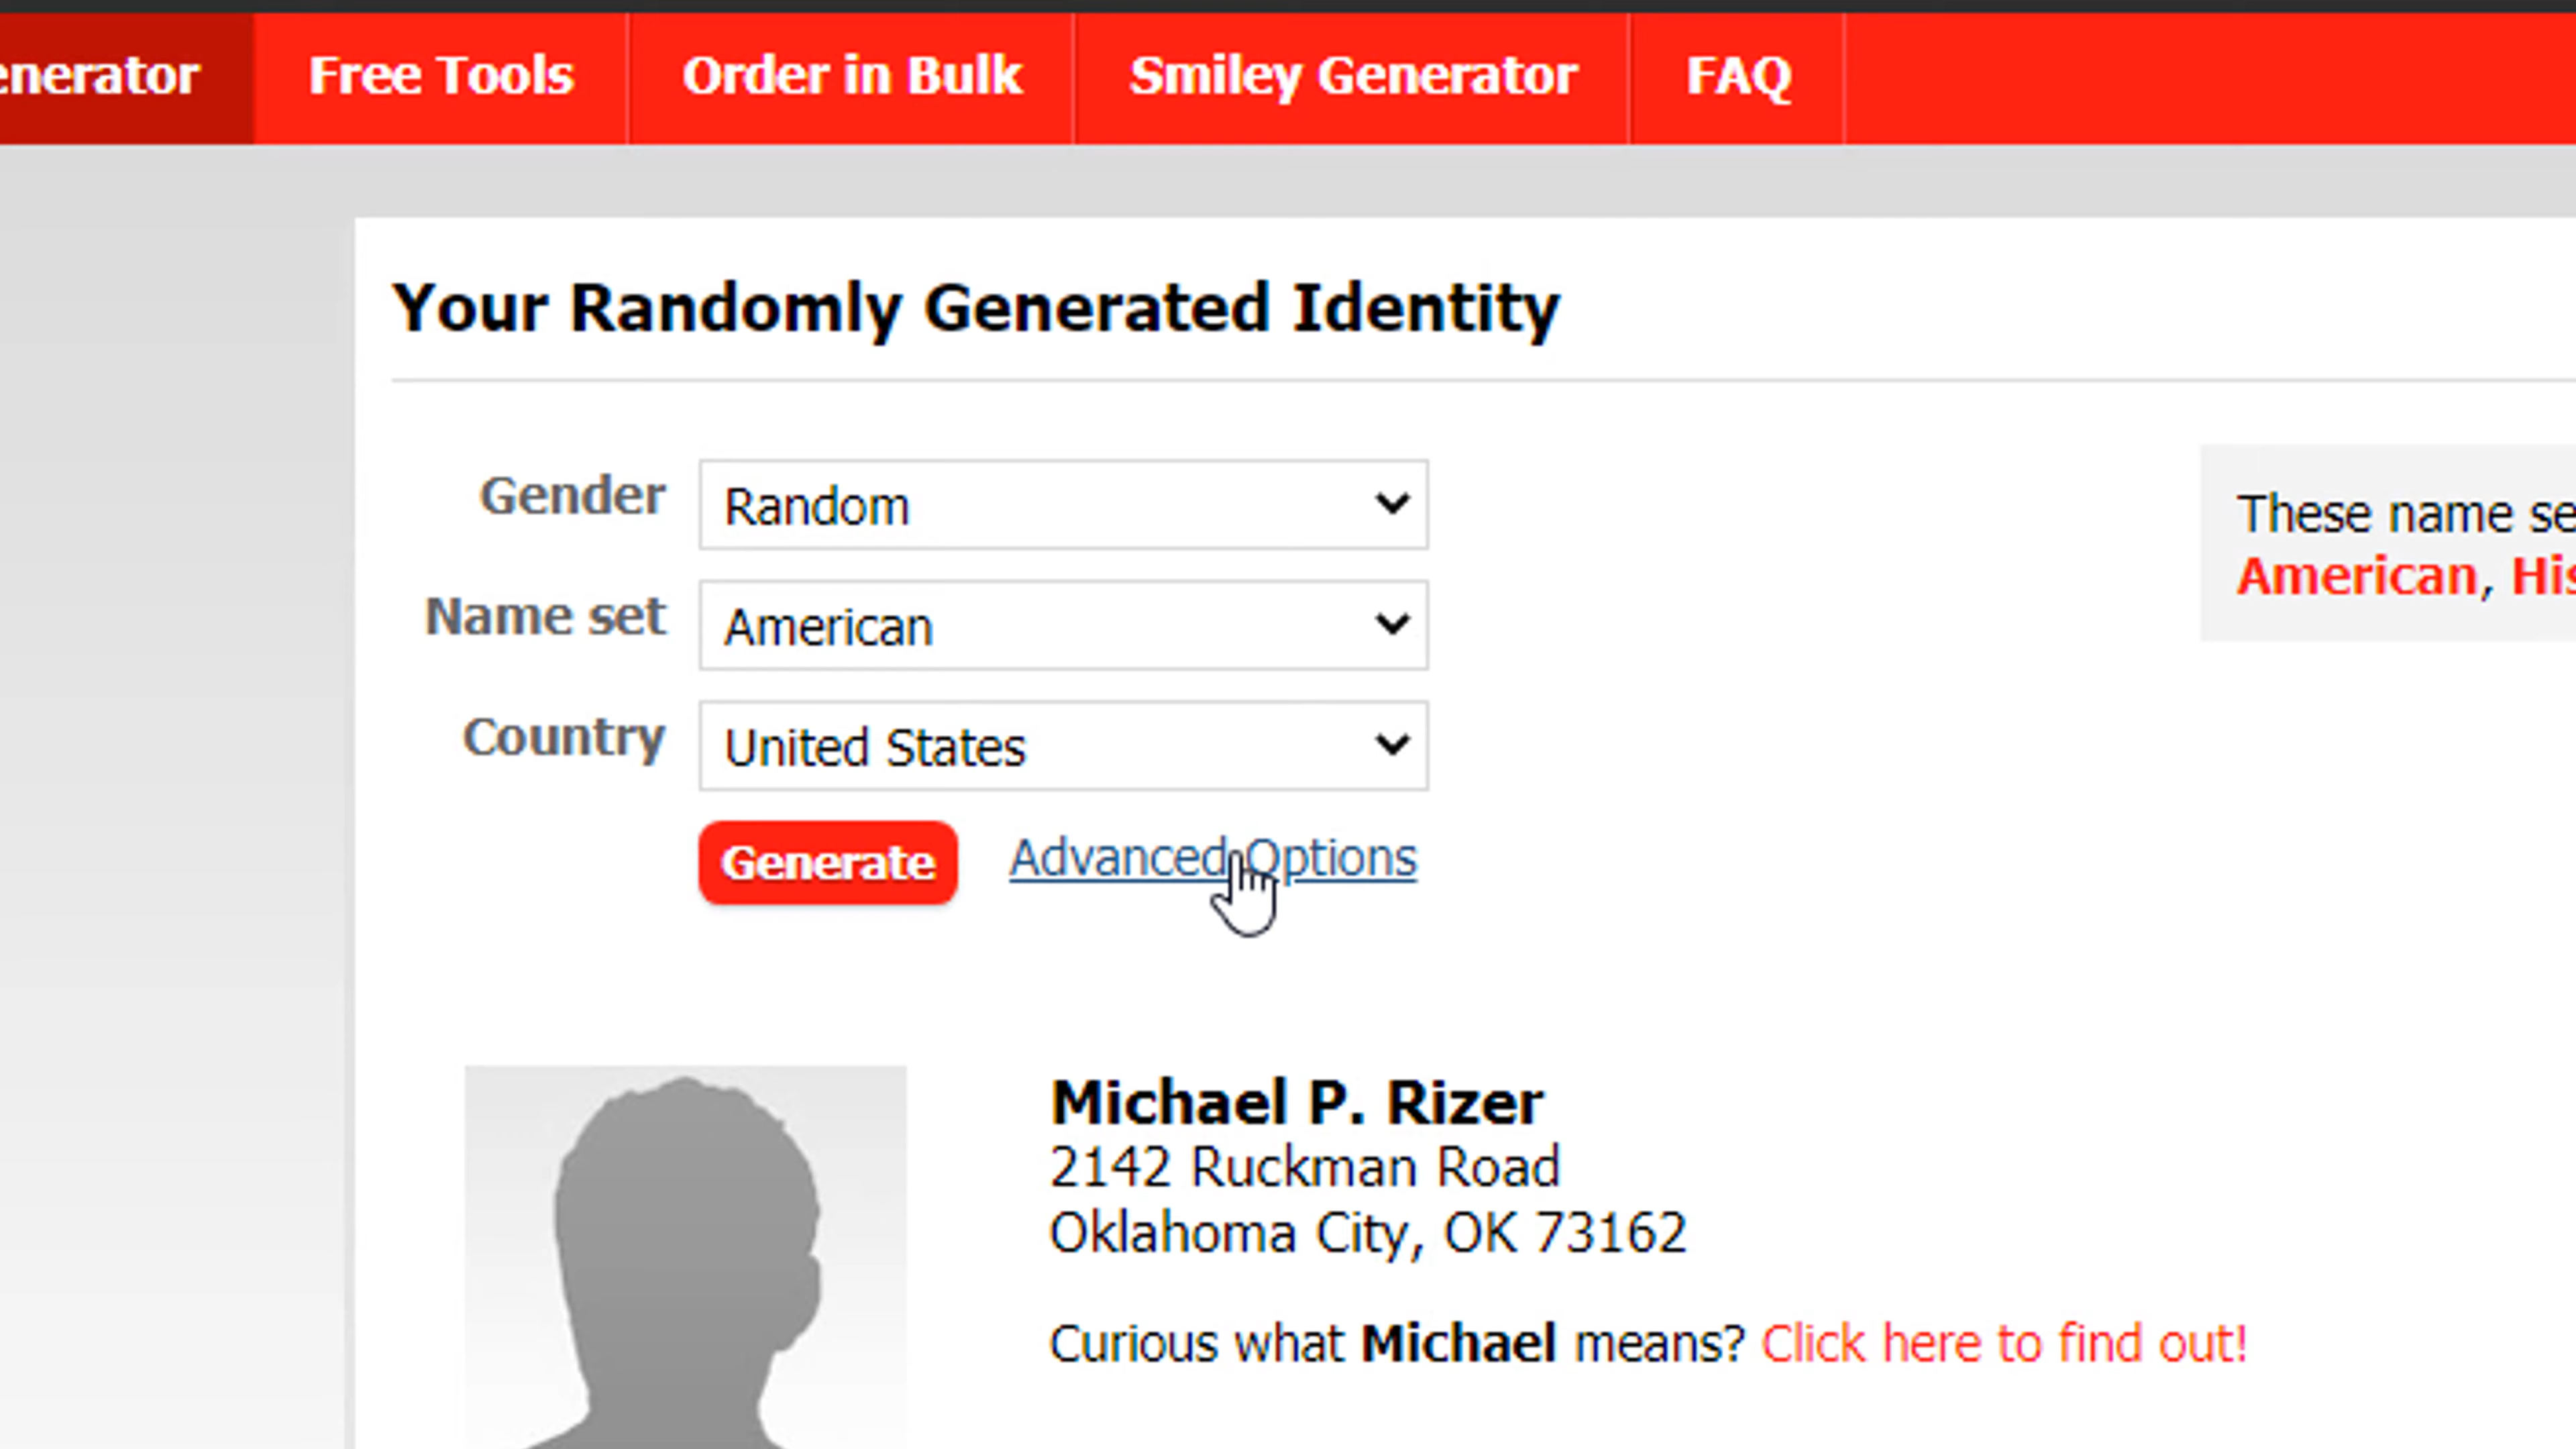 enerator Free Tools Order in Bulk Smiley Generator FAQ
Your Randomly Generated Identity
Gender Random
Name set American
Country United States
Generate Advanced Options
These name se
American, His
Michael P. Rizer
2142 Ruckman Road
Oklahoma City, OK 73162
Curious what Michael means? Click here to find out!